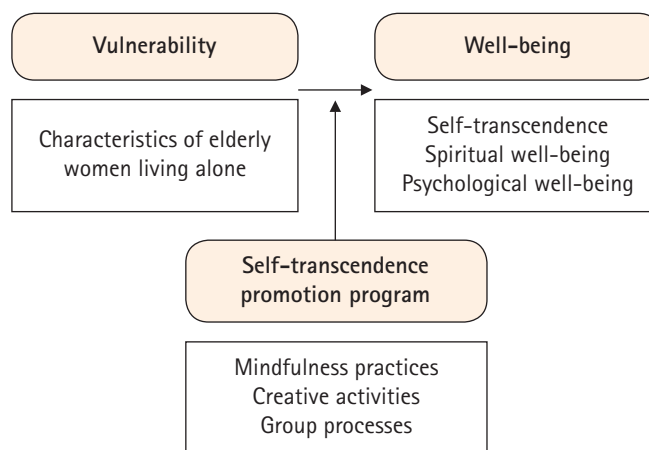 Vulnerability
Well-being
Characteristics of elderly
women living alone
Self-transcendence
Spiritual well-being
Psychological well-being
Self-transcendence
promotion program
Mindfulness practices
Creative activities
Group processes